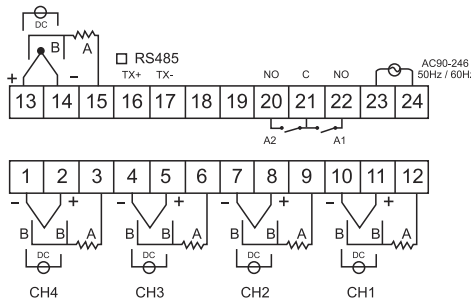 DC
B A
+ −
RS485
TX+ TX-
NO C NO
AC90-246
50Hz / 60Hz
13 14 15 16 17 18 19 20 21 22 23 24
A2 A1
1 2 3 4 5 6 7 8 9 10 11 12
− + − + − + − +
B B A B B A B B A B B A
DC DC DC DC
CH4 CH3 CH2 CH1